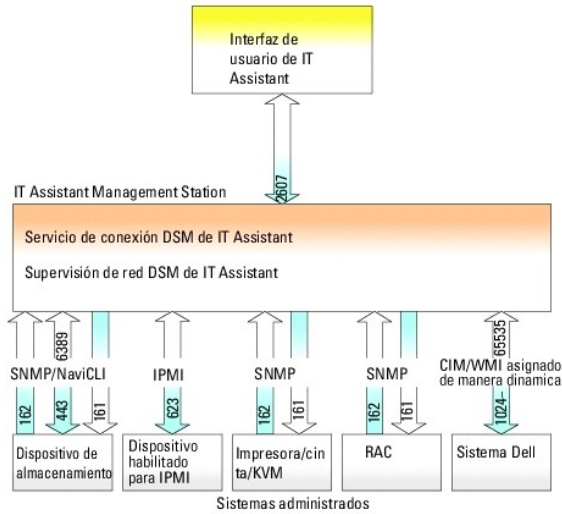 Interfaz de
usuario de IT
Assistant
2607
IT Assistant Management Station
Servicio de conexión DSM de IT Assistant
Supervisión de red DSM de IT Assistant
6389
65535
SNMP/NaviCLI
IPMI
SNMP
SNMP
CIM/WMI asignado
de manera dinamica
162
443
161
623
162
161
162
161
1024–
Dispositivo de
almacenamiento
Dispositivo
habilitado
para IPMI
Impresora/cin
ta/KVM
RAC
Sistema Dell
Sistemas administrados